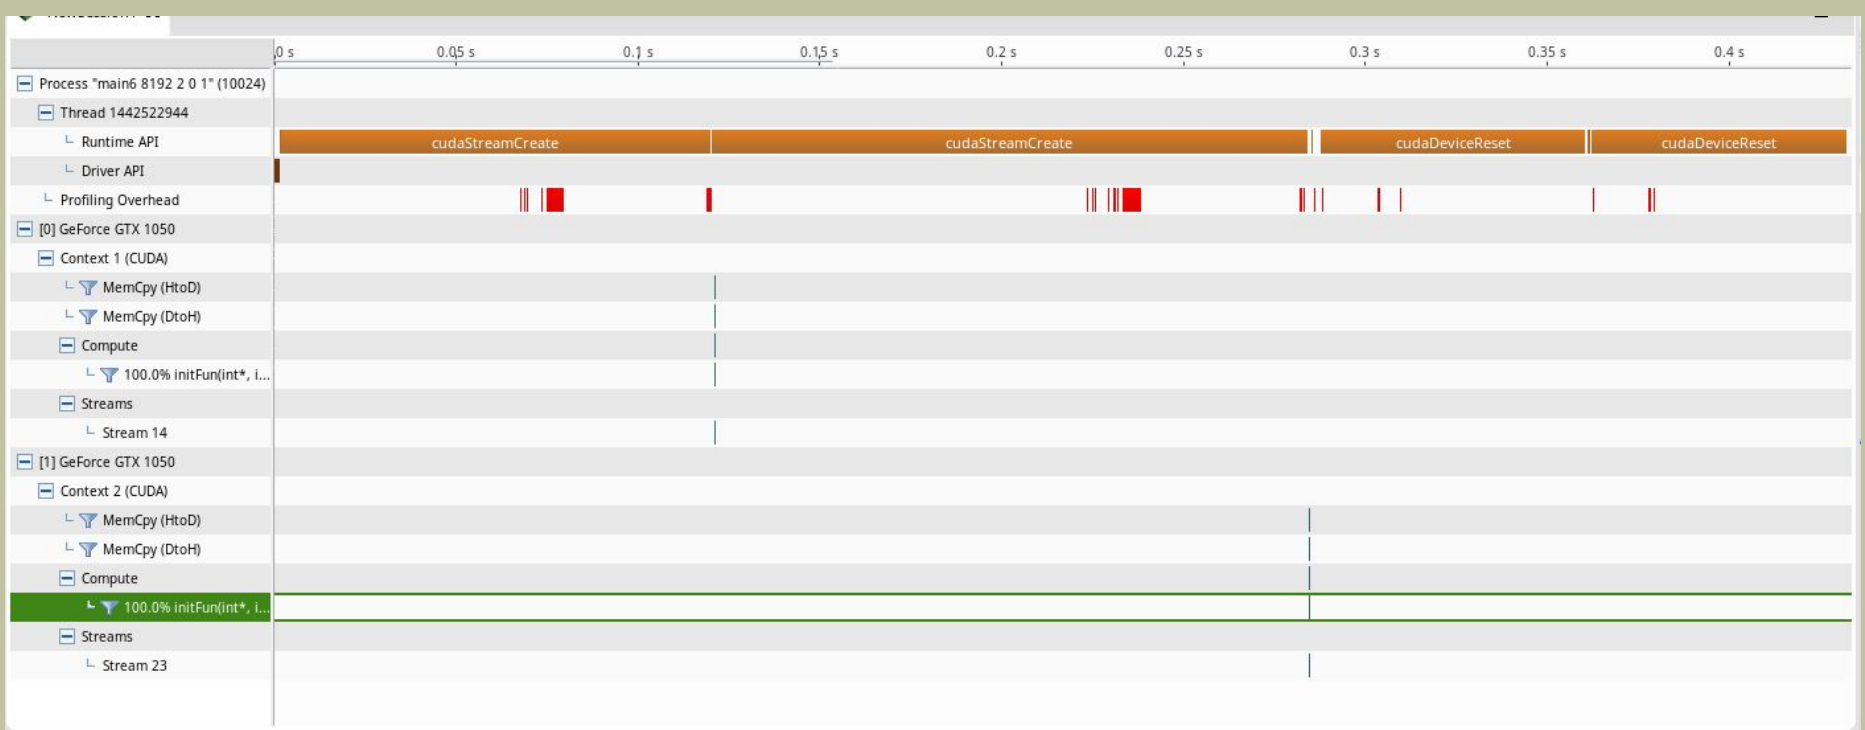 0 s 0.05 s 0.1 s 0.15 s 0.2 s 0.25 s 0.3 s 0.35 s 0.4 s
Process "main6 8192 2 0 1" (10024)
Thread 1442522944
Runtime API cudaStreamCreate cudaStreamCreate cudaDeviceReset cudaDeviceReset
Driver API
Profiling Overhead
[0] GeForce GTX 1050
Context 1 (CUDA)
MemCpy (HtoD)
MemCpy (DtoH)
Compute
100.0% initFun(int*, i...
Streams
Stream 14
[1] GeForce GTX 1050
Context 2 (CUDA)
MemCpy (HtoD)
MemCpy (DtoH)
Compute
100.0% initFun(int*, i...
Streams
Stream 23